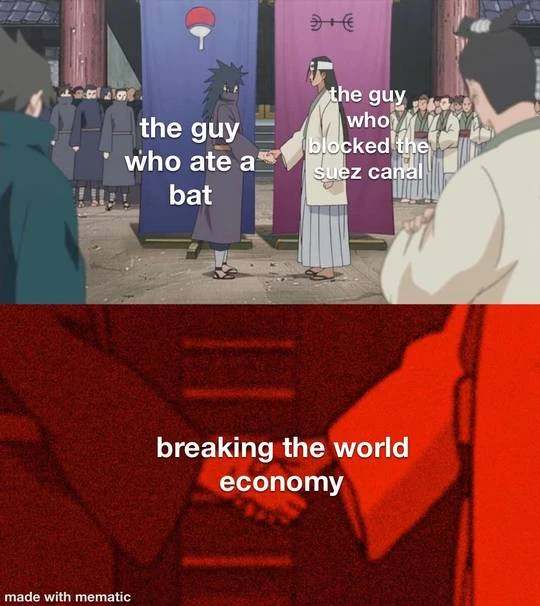 the guy
who ate a
bat
the guy
who
blocked the
suez canal
breaking the world
economy
made with mematic